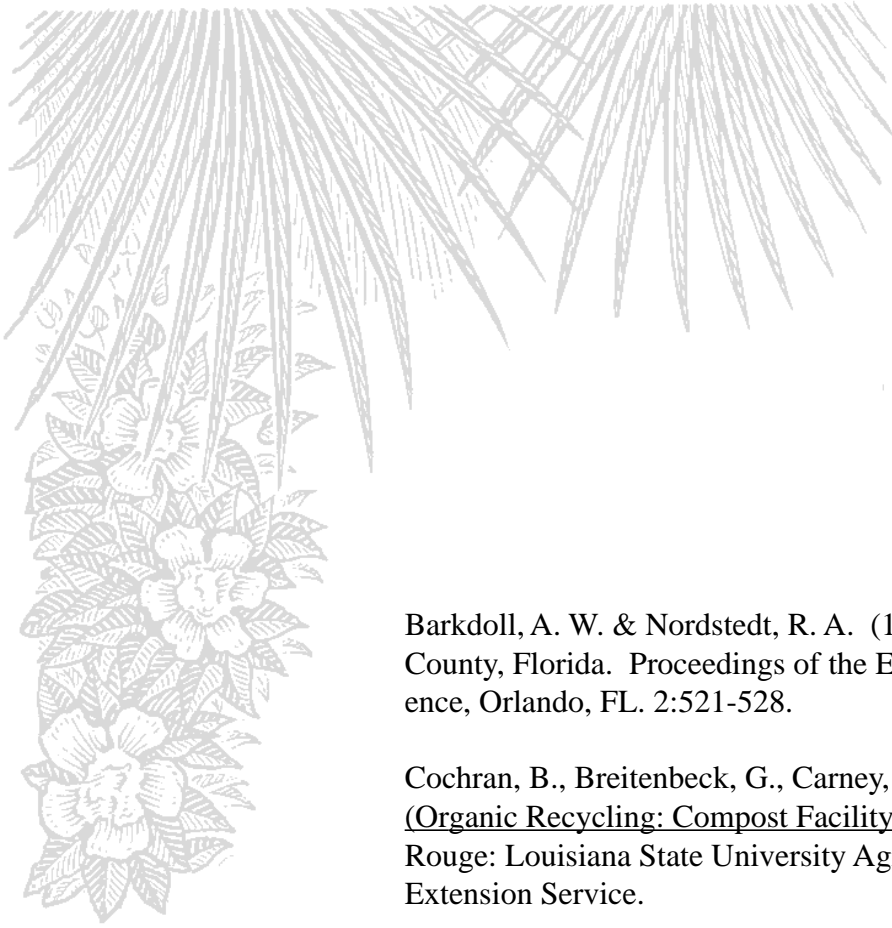 Barkdoll, A. W. & Nordstedt, R. A. (1
County, Florida. Proceedings of the E
ence, Orlando, FL. 2:521-528.
Cochran, B., Breitenbeck, G., Carney,
(Organic Recycling: Compost Facility
Rouge: Louisiana State University Ag
Extension Service.